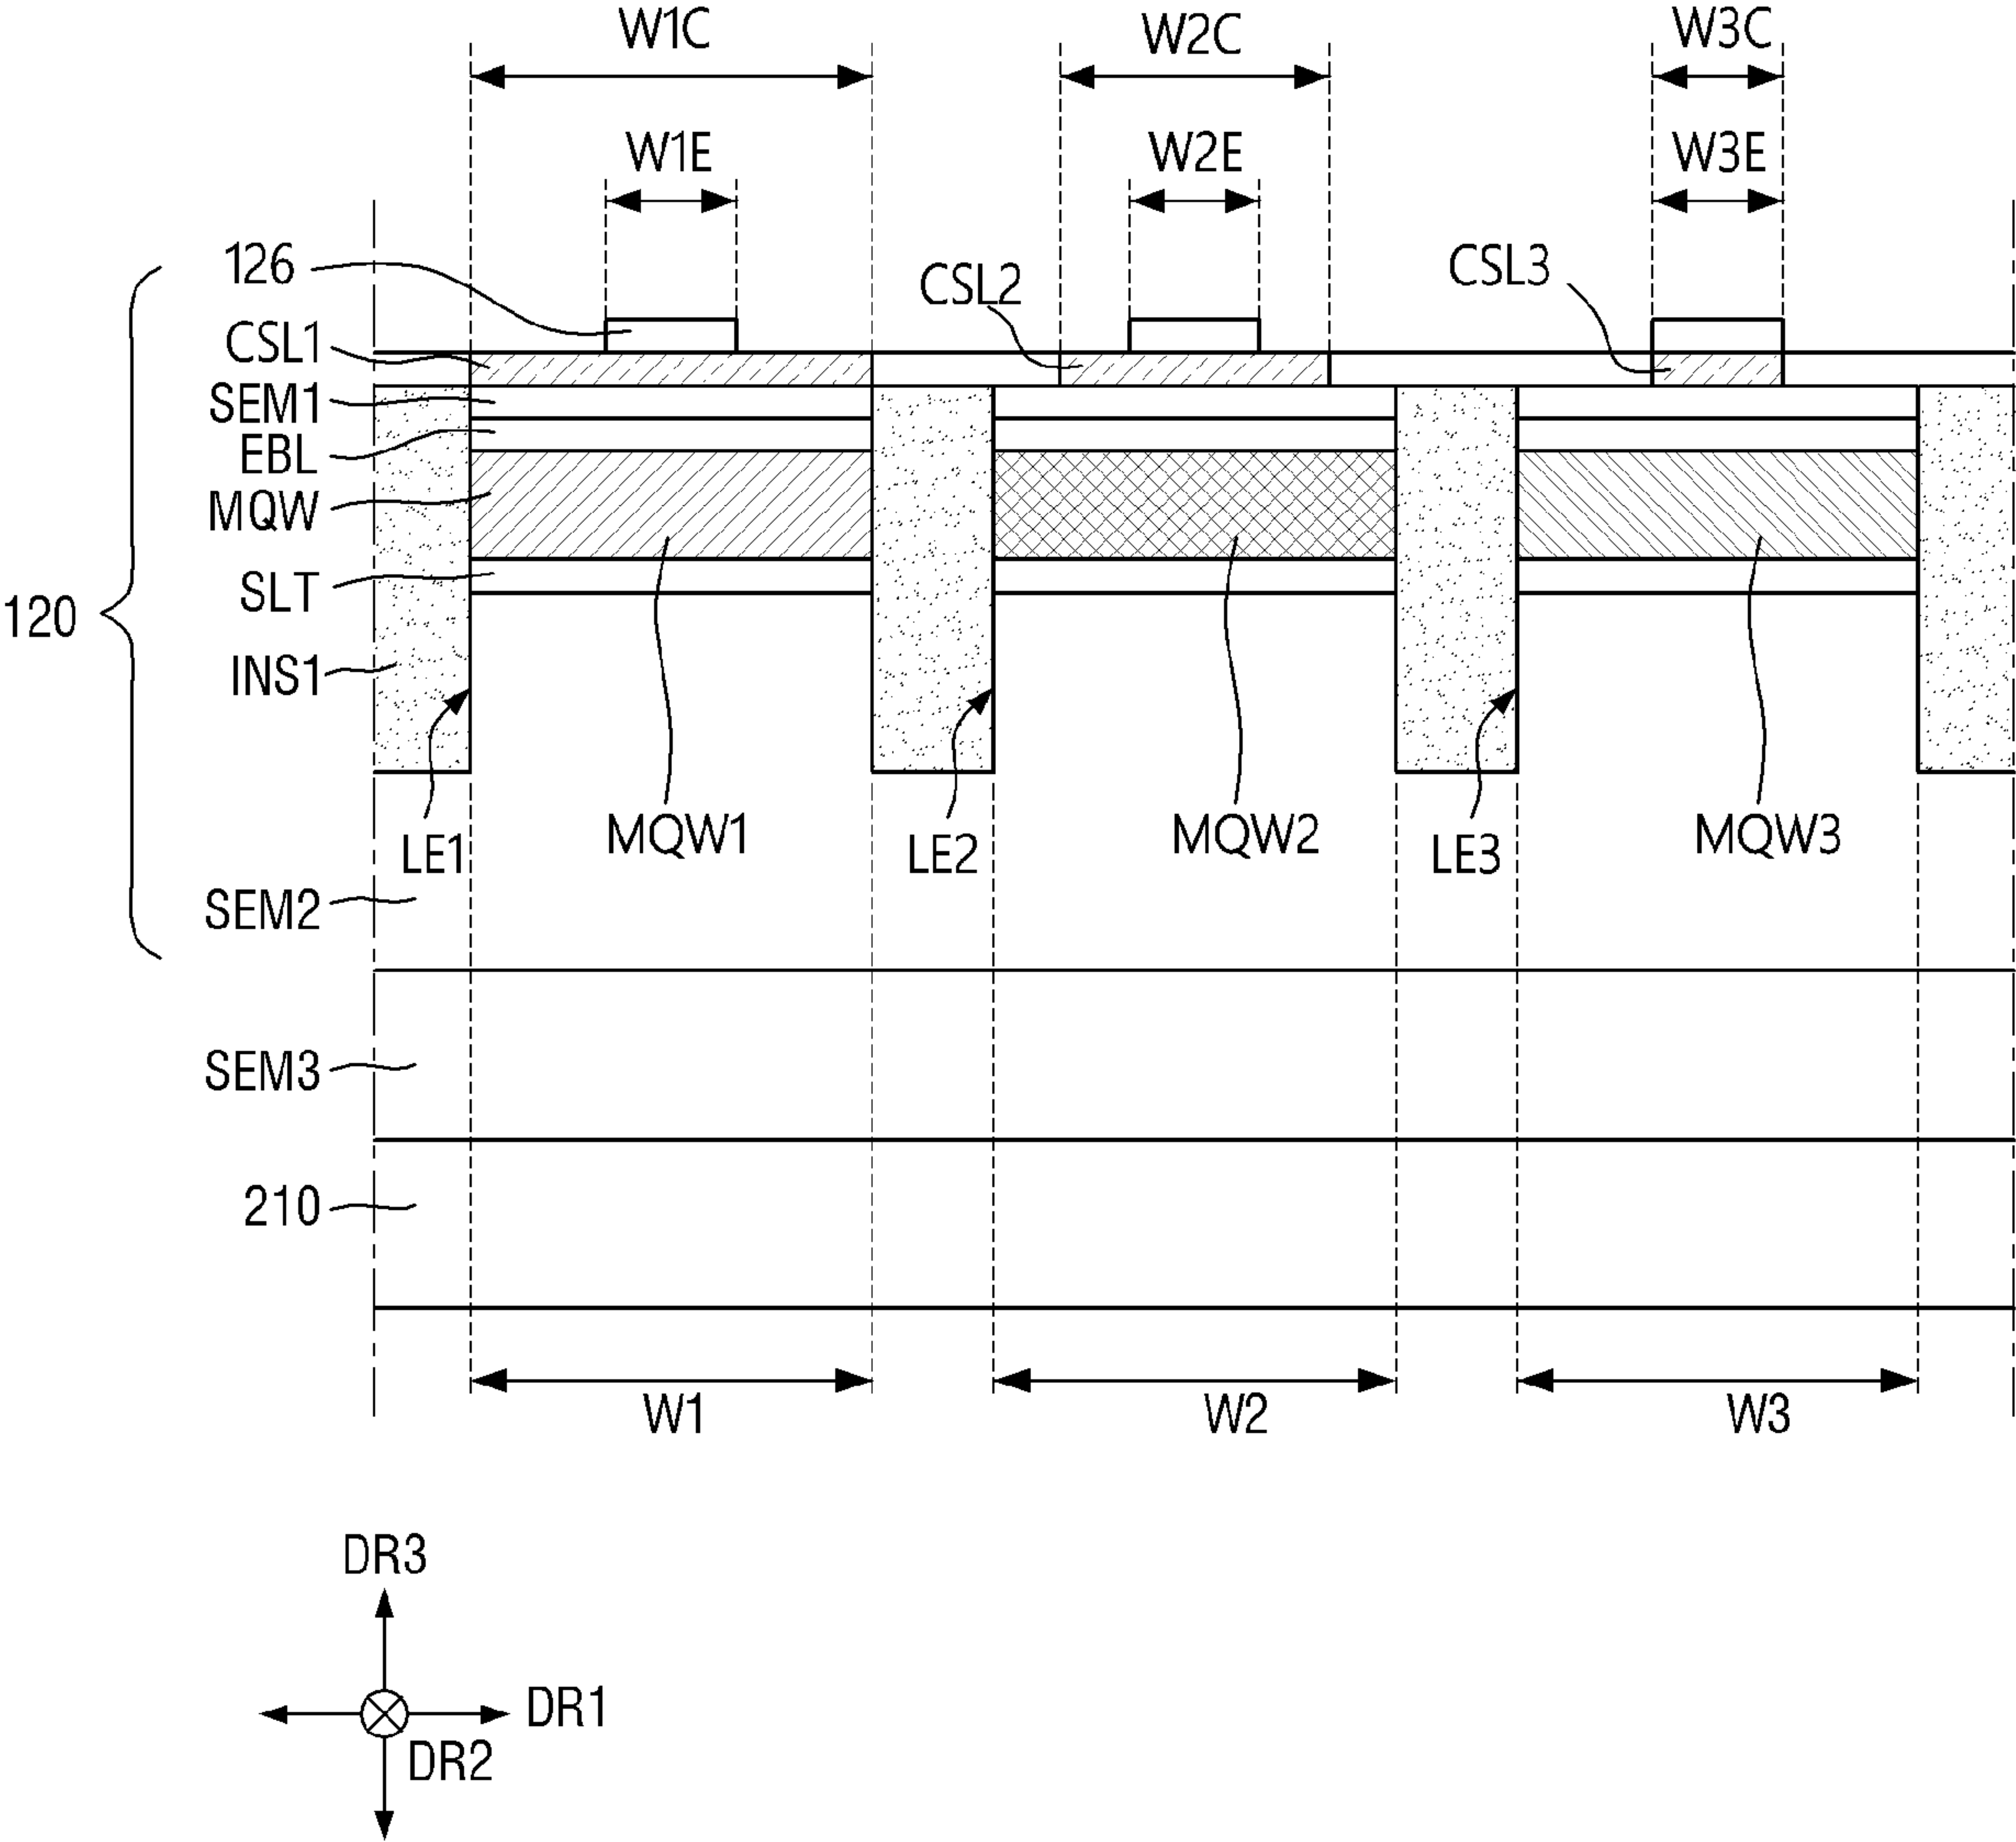 W1C W2C W3C
W1E W2E W3E
126 CSL2 CSL3
CSL1
SEM1
EBL
MQW
SLT
120
INS1
LE1 MQW1 LE2 MQW2 LE3 MQW3
SEM2
SEM3
210
W1 W2 W3
DR3
DR1
DR2